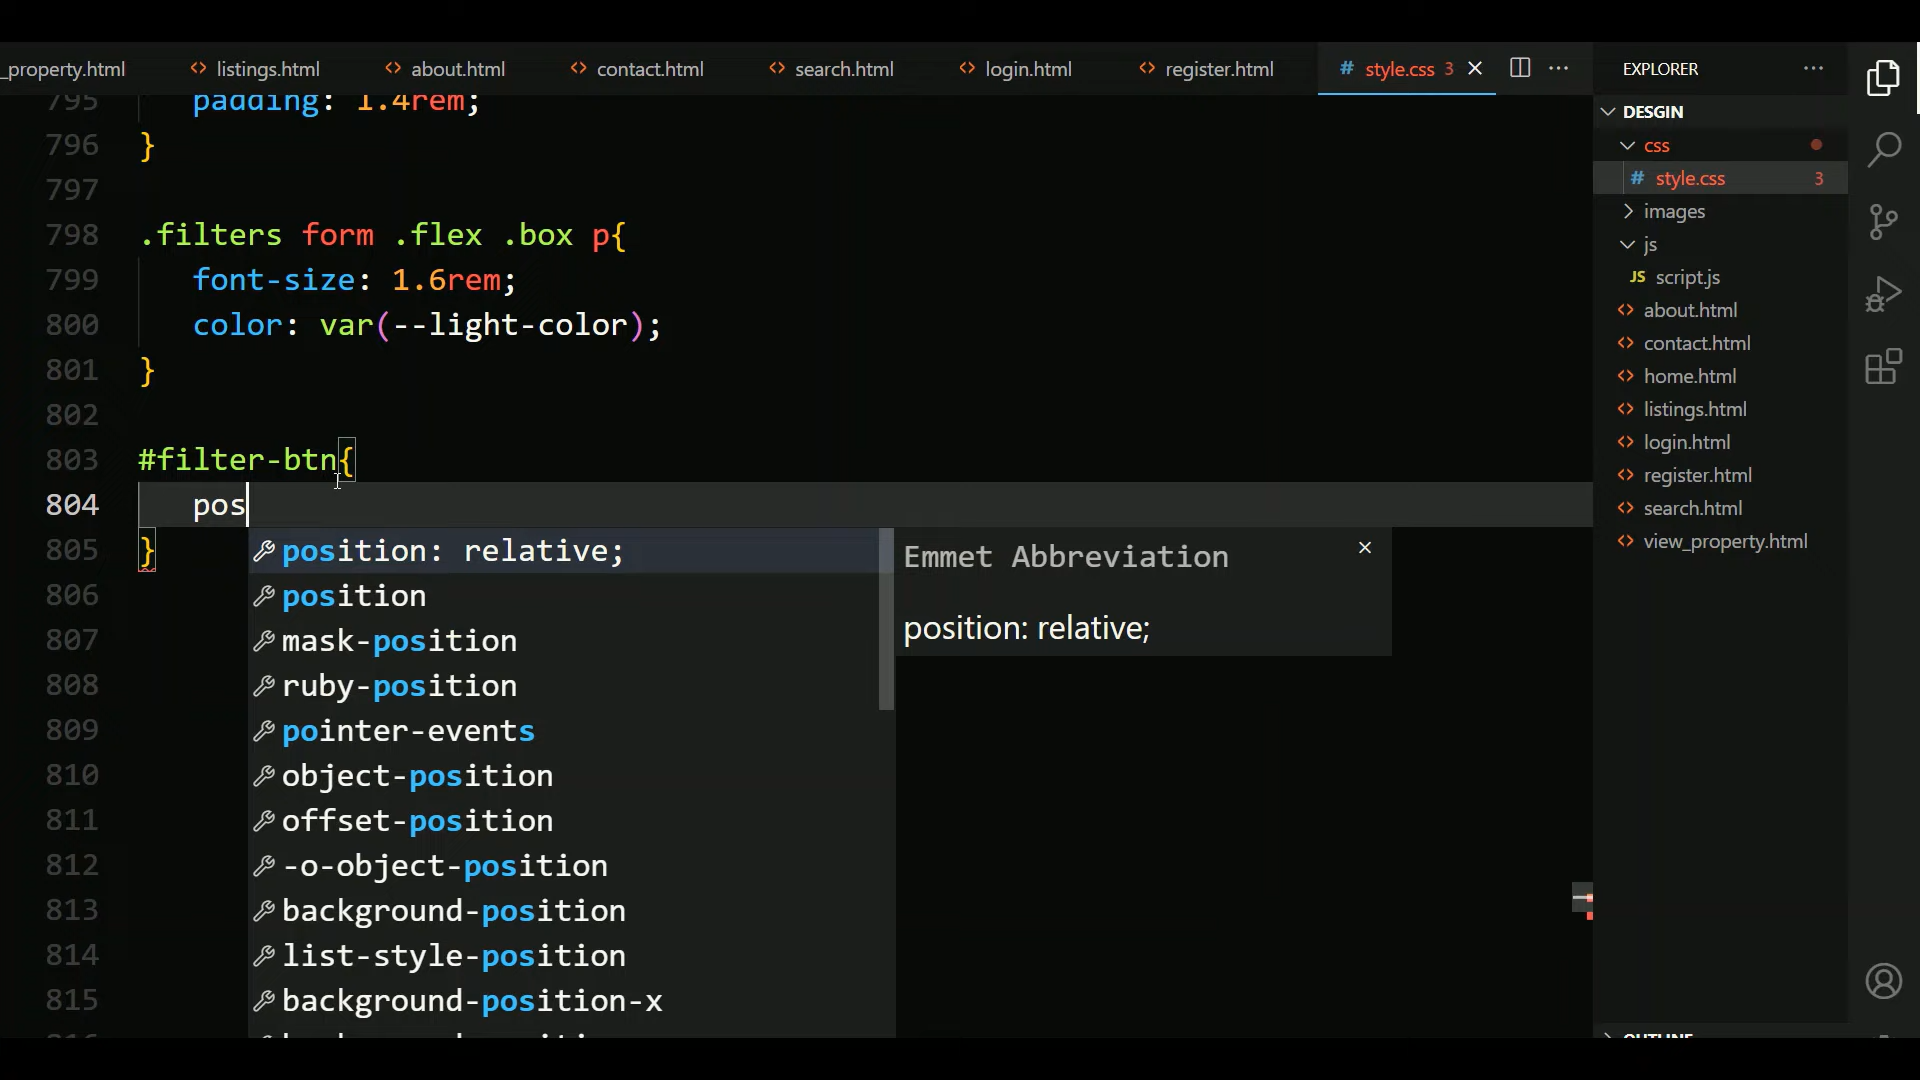 _property.html listings.html about.html contact.html search.html login.html register.html # style.css 3
795 padding: 1.4rem;
796 }
797
798 .filters form .flex .box p{
799 font-size: 1.6rem;
800 color: var(--light-color);
801 }
802
803 #filter-btn{
804 pos
805 }
806
807
808
809
810
811
812
813
814
815
position: relative;
position
mask-position
ruby-position
pointer-events
object-position
offset-position
-o-object-position
background-position
list-style-position
background-position-x
Emmet Abbreviation
position: relative;
EXPLORER
DESGIN
css
# style.css 3
images
js
JS script.js
about.html
contact.html
home.html
listings.html
login.html
register.html
search.html
view_property.html
OUTLINE